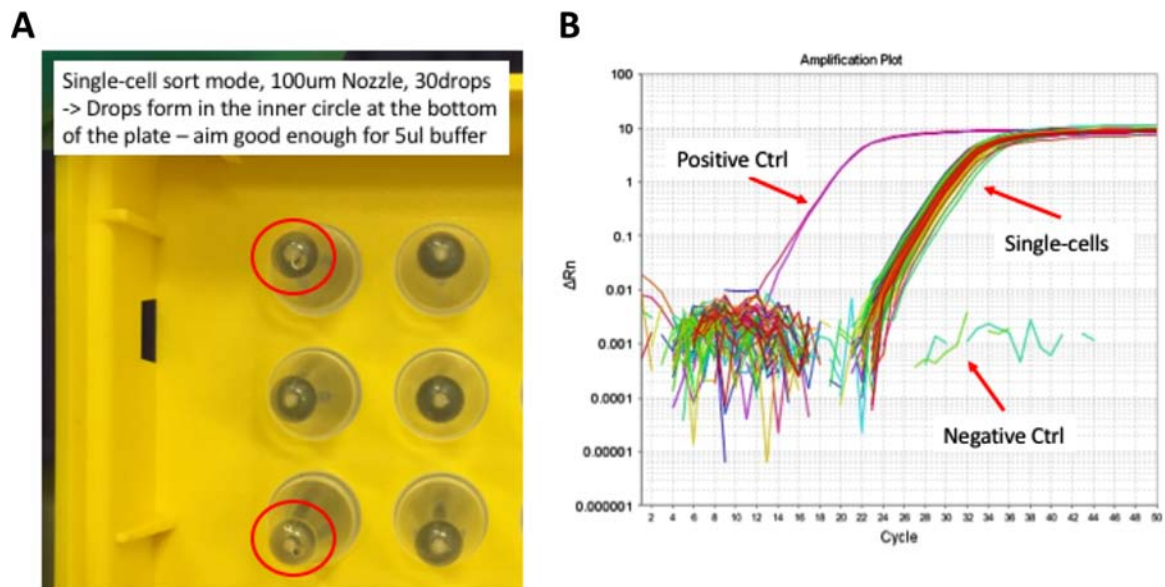 A
Single-cell sort mode, 100um Nozzle, 30drops
-> Drops form in the inner circle at the bottom
of the plate – aim good enough for 5ul buffer
B
Amplification Plot
100
10
1
0.1
0.01
0.001
0.0001
0.00001
0.000001
ΔRn
Positive Ctrl
Single-cells
Negative Ctrl
2 4 6 8 10 12 14 16 18 20 22 24 26 28 30 32 34 36 38 40 42 44 46 48 50
Cycle